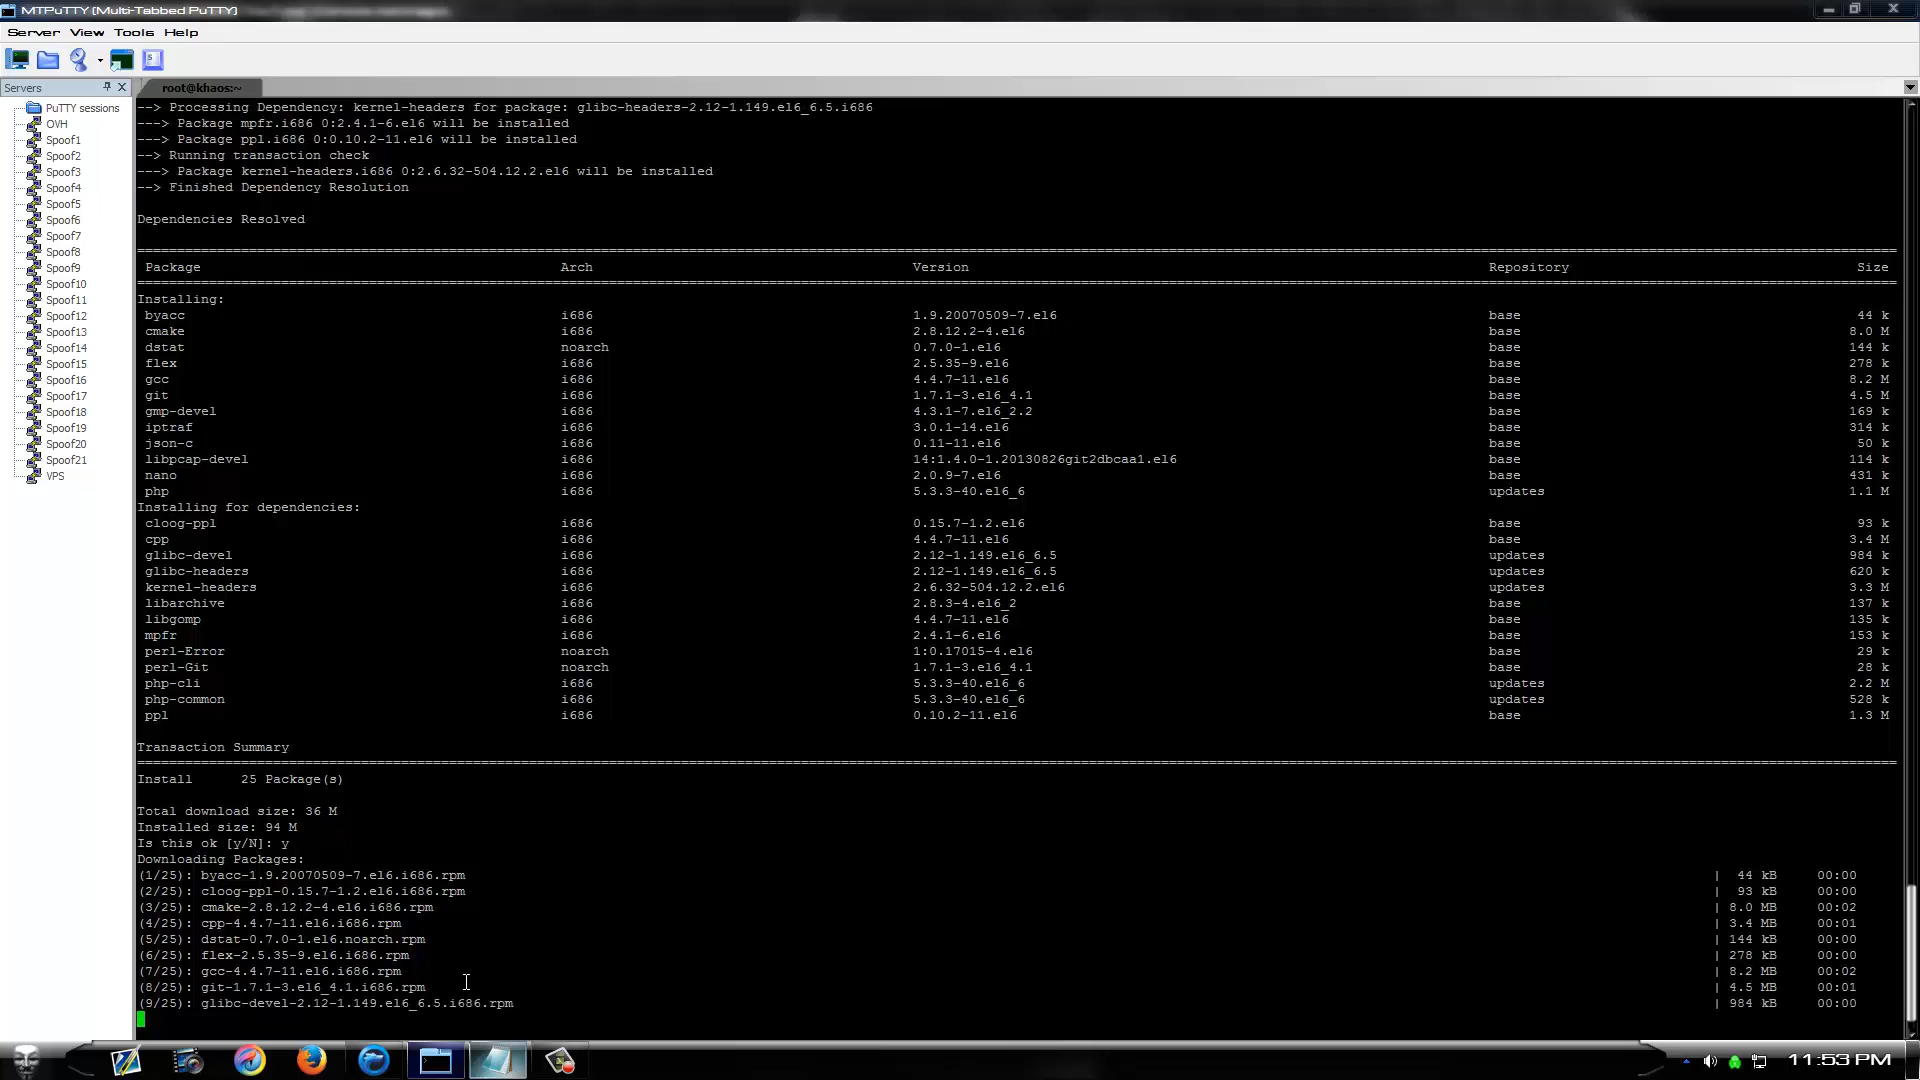 MTPuTTY (Multi-Tabbed PuTTY)
Server View Tools Help
Servers
root@khaos:~
PuTTY sessions
OVH
Spoof1
Spoof2
Spoof3
Spoof4
Spoof5
Spoof6
Spoof7
Spoof8
Spoof9
Spoof10
Spoof11
Spoof12
Spoof13
Spoof14
Spoof15
Spoof16
Spoof17
Spoof18
Spoof19
Spoof20
Spoof21
VPS
--> Processing Dependency: kernel-headers for package: glibc-headers-2.12-1.149.el6_6.5.i686
---> Package mpfr.i686 0:2.4.1-6.el6 will be installed
---> Package ppl.i686 0:0.10.2-11.el6 will be installed
--> Running transaction check
---> Package kernel-headers.i686 0:2.6.32-504.12.2.el6 will be installed
--> Finished Dependency Resolution
Dependencies Resolved
Package Arch Version Repository Size
Installing:
byacc i686 1.9.20070509-7.el6 base 44 k
cmake i686 2.8.12.2-4.el6 base 8.0 M
dstat noarch 0.7.0-1.el6 base 144 k
flex i686 2.5.35-9.el6 base 278 k
gcc i686 4.4.7-11.el6 base 8.2 M
git i686 1.7.1-3.el6_4.1 base 4.5 M
gmp-devel i686 4.3.1-7.el6_2.2 base 169 k
iptraf i686 3.0.1-14.el6 base 314 k
json-c i686 0.11-11.el6 base 50 k
libpcap-devel i686 14:1.4.0-1.20130826git2dbcaa1.el6 base 114 k
nano i686 2.0.9-7.el6 base 431 k
php i686 5.3.3-40.el6_6 updates 1.1 M
Installing for dependencies:
cloog-ppl i686 0.15.7-1.2.el6 base 93 k
cpp i686 4.4.7-11.el6 base 3.4 M
glibc-devel i686 2.12-1.149.el6_6.5 updates 984 k
glibc-headers i686 2.12-1.149.el6_6.5 updates 620 k
kernel-headers i686 2.6.32-504.12.2.el6 updates 3.3 M
libarchive i686 2.8.3-4.el6_2 base 137 k
libgomp i686 4.4.7-11.el6 base 135 k
mpfr i686 2.4.1-6.el6 base 153 k
perl-Error noarch 1:0.17015-4.el6 base 29 k
perl-Git noarch 1.7.1-3.el6_4.1 base 28 k
php-cli i686 5.3.3-40.el6_6 updates 2.2 M
php-common i686 5.3.3-40.el6_6 updates 528 k
ppl i686 0.10.2-11.el6 base 1.3 M
Transaction Summary
Install 25 Package(s)
Total download size: 36 M
Installed size: 94 M
Is this ok [y/N]: y
Downloading Packages:
(1/25): byacc-1.9.20070509-7.el6.i686.rpm | 44 kB 00:00
(2/25): cloog-ppl-0.15.7-1.2.el6.i686.rpm | 93 kB 00:00
(3/25): cmake-2.8.12.2-4.el6.i686.rpm | 8.0 MB 00:02
(4/25): cpp-4.4.7-11.el6.i686.rpm | 3.4 MB 00:01
(5/25): dstat-0.7.0-1.el6.noarch.rpm | 144 kB 00:00
(6/25): flex-2.5.35-9.el6.i686.rpm | 278 kB 00:00
(7/25): gcc-4.4.7-11.el6.i686.rpm | 8.2 MB 00:02
(8/25): git-1.7.1-3.el6_4.1.i686.rpm | 4.5 MB 00:01
(9/25): glibc-devel-2.12-1.149.el6_6.5.i686.rpm | 984 kB 00:00
11:53 PM